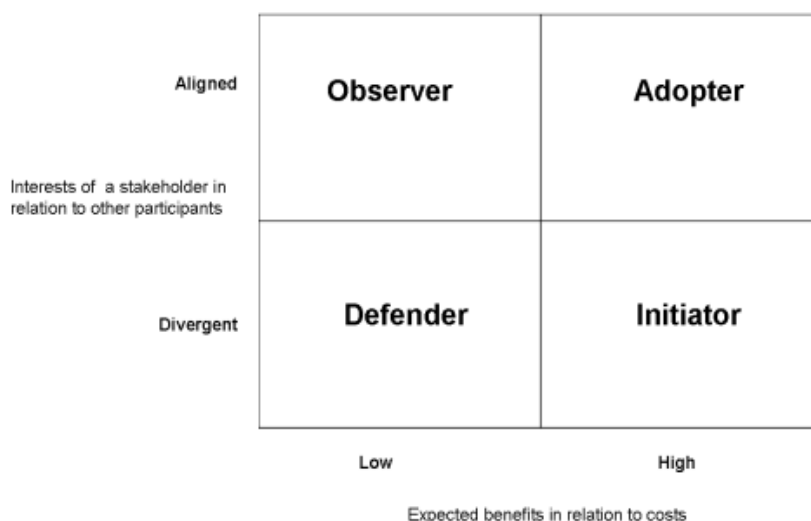 Aligned
Observer
Adopter
Interests of a stakeholder in
relation to other participants
Divergent
Defender
Initiator
Low
High
Expected benefits in relation to costs